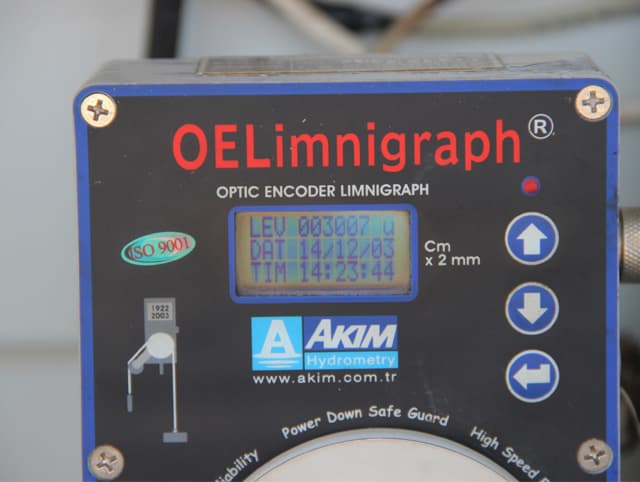 OELimnigraph®
OPTIC ENCODER LIMNIGRAPH
ISO 9001
LEV 003007 u
DAT 14/12/03
TIM 14:23:44
Cm
x 2 mm
1922
2003
A AKIM
Hydrometry
www.akim.com.tr
Power Down Safe Guard
High Speed